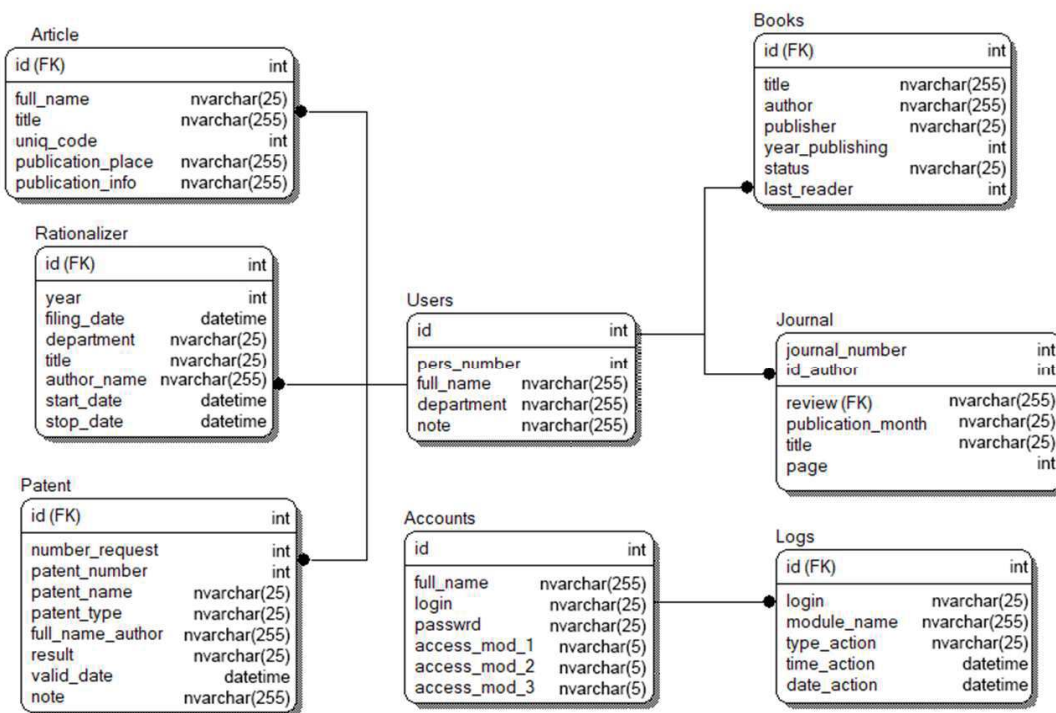 Article
id (FK) int
full_name nvarchar(25)
title nvarchar(255)
uniq_code int
publication_place nvarchar(255)
publication_info nvarchar(255)
Rationalizer
id (FK) int
year int
filing_date datetime
department nvarchar(25)
title nvarchar(25)
author_name nvarchar(255)
start_date datetime
stop_date datetime
Patent
id (FK) int
number_request int
patent_number int
patent_name nvarchar(25)
patent_type nvarchar(25)
full_name_author nvarchar(255)
result nvarchar(25)
valid_date datetime
note nvarchar(255)
Users
id int
pers_number int
full_name nvarchar(255)
department nvarchar(255)
note nvarchar(255)
Accounts
id int
full_name nvarchar(255)
login nvarchar(25)
passwrd nvarchar(25)
access_mod_1 nvarchar(5)
access_mod_2 nvarchar(5)
access_mod_3 nvarchar(5)
Books
id (FK) int
title nvarchar(255)
author nvarchar(255)
publisher nvarchar(25)
year_publishing int
status nvarchar(25)
last_reader int
Journal
journal_number int
id_author int
review (FK) nvarchar(255)
publication_month nvarchar(25)
title nvarchar(25)
page int
Logs
id (FK) int
login nvarchar(25)
module_name nvarchar(255)
type_action nvarchar(25)
time_action datetime
date_action datetime